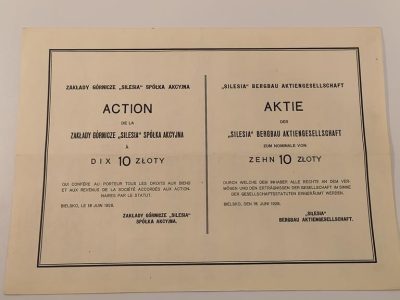 ZAKŁADY GÓRNICZE „SILESIA" SPÓŁKA AKCYJNA
ACTION
DE LA
ZAKŁADY GÓRNICZE „SILESIA" SPÓŁKA AKCYJNA
À
DIX 10 ZŁOTY
QUI CONFÈRE AU PORTEUR TOUS LES DROITS AUX BIENS
ET AUX REVENUS DE LA SOCIÉTÉ ACCORDÉS AUX ACTION-
NAIRES PAR LE STATUT.
BIELSKO, LE 18 JUIN
ZAKŁADY GÓRNICZE „SILESIA"
SPÓŁKA AKCYJNA.
„SILESIA" BERGBAU AKTIENGESELLSCHAFT
AKTIE
DER
„SILESIA" BERGBAU AKTIENGESELLSCHAFT
ZUM NOMINALE VON
ZEHN 10 ZŁOTY
DURCH WELCHE DEM INHABER ALLE RECHTE AN DEM VER-
MÖGEN UND DEN ERTRÄGNISSEN DER GESELLSCHAFT IM SINNE
DER GESELLSCHAFTSSTATUTEN EINGERÄUMT WERDEN.
BIELSKO, DEN 18. JUNI
„SILESIA"
BERGBAU AKTIENGESELLSCHAFT.